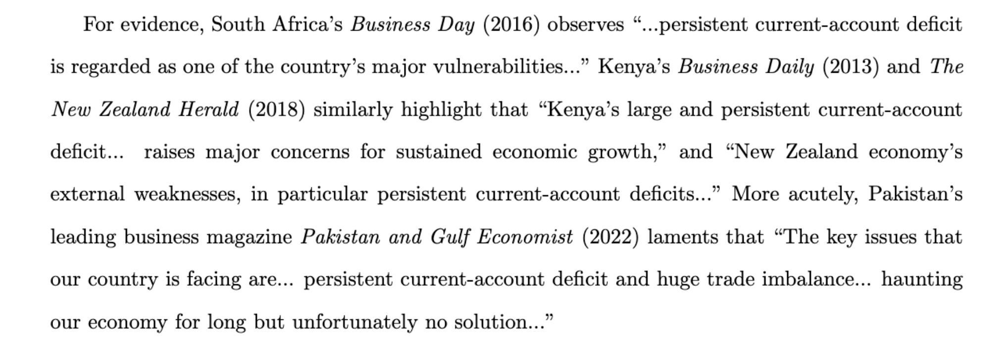 For evidence, South Africa’s Business Day (2016) observes “...persistent current-account deficit
is regarded as one of the country’s major vulnerabilities...” Kenya’s Business Daily (2013) and The
New Zealand Herald (2018) similarly highlight that “Kenya’s large and persistent current-account
deficit... raises major concerns for sustained economic growth,” and “New Zealand economy’s
external weaknesses, in particular persistent current-account deficits...” More acutely, Pakistan’s
leading business magazine Pakistan and Gulf Economist (2022) laments that “The key issues that
our country is facing are... persistent current-account deficit and huge trade imbalance... haunting
our economy for long but unfortunately no solution...”